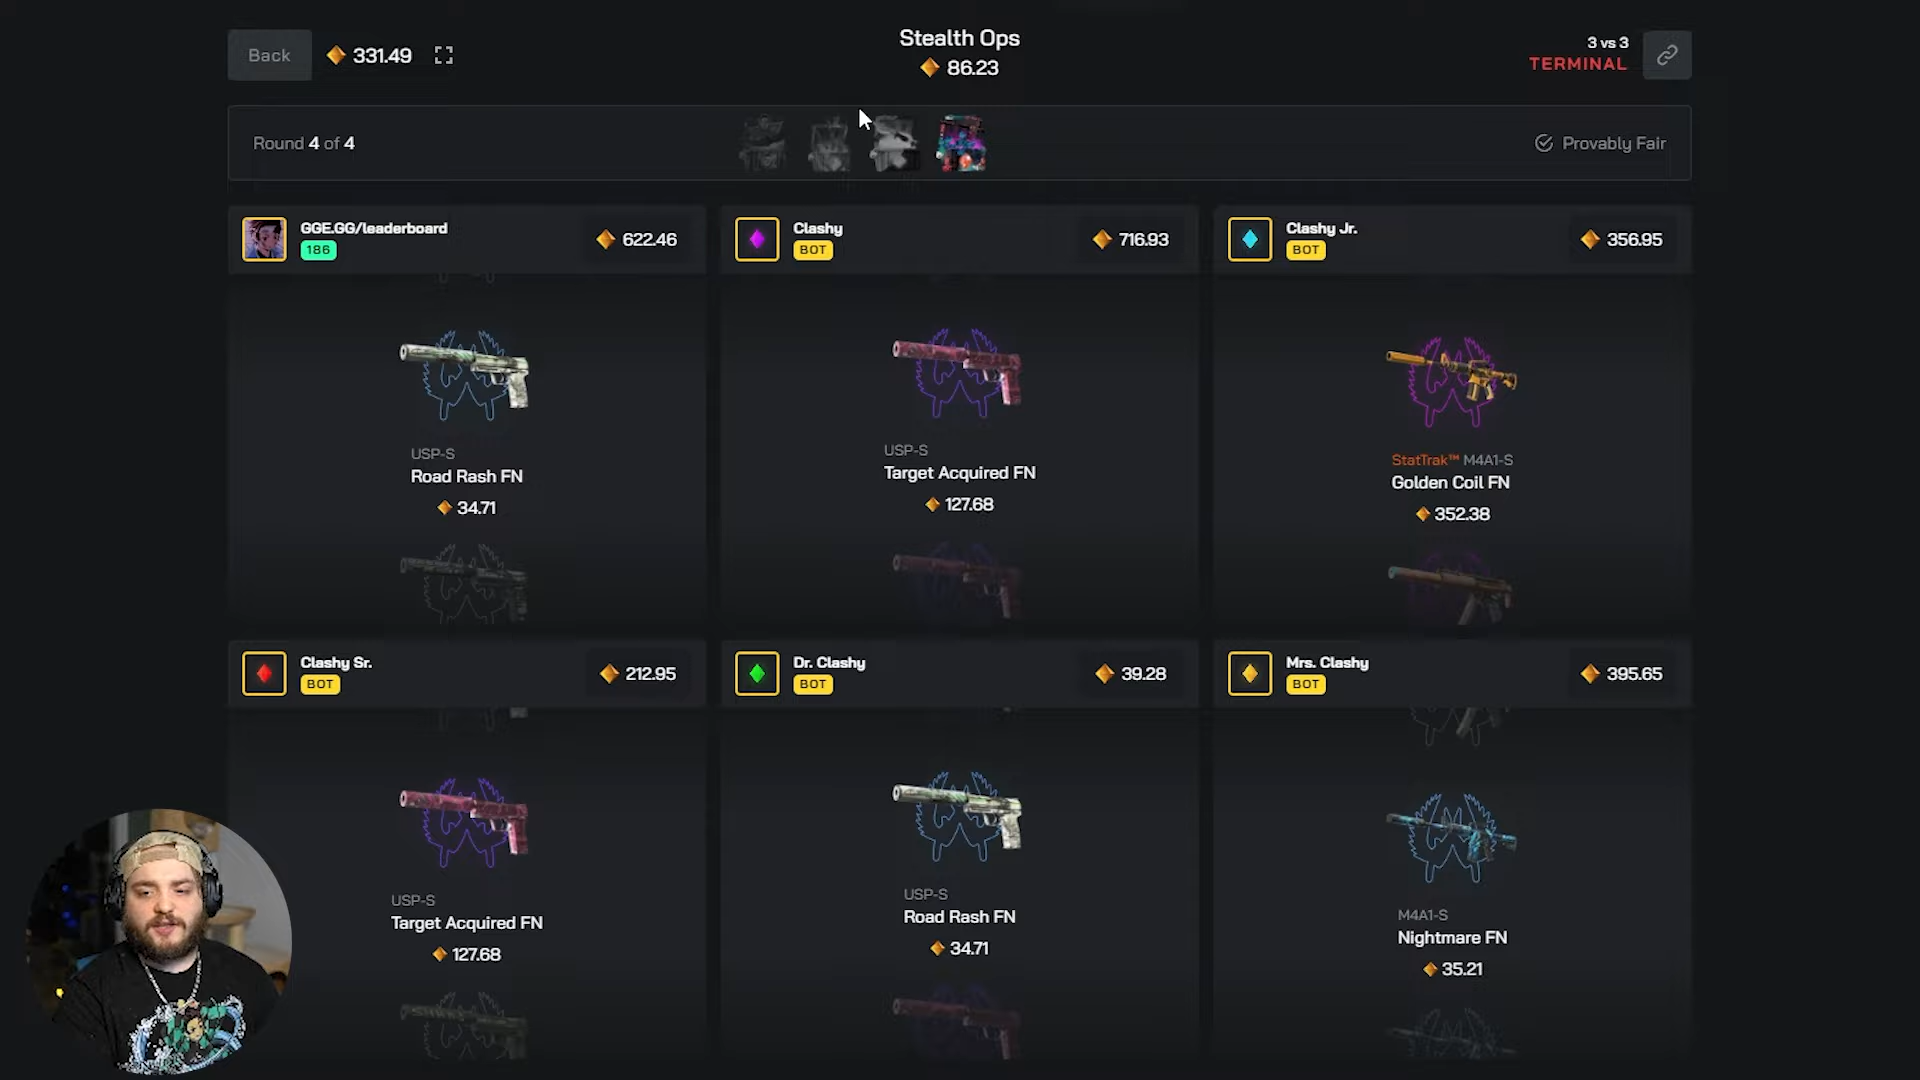 Back
331.49
Stealth Ops
86.23
3 vs 3
TERMINAL
Round 4 of 4
Provably Fair
GGE.GG/leaderboard
186
622.46
Clashy
BOT
716.93
Clashy Jr.
BOT
356.95
USP-S
Road Rash FN
34.71
USP-S
Target Acquired FN
127.68
StatTrak™ M4A1-S
Golden Coil FN
352.38
Clashy Sr.
BOT
212.95
Dr. Clashy
BOT
39.28
Mrs. Clashy
BOT
395.65
USP-S
Target Acquired FN
127.68
USP-S
Road Rash FN
34.71
M4A1-S
Nightmare FN
35.21